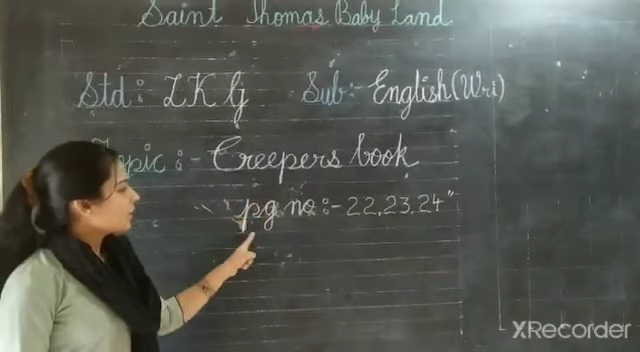 Saint Thomas Baby Land
Std:- LKG Sub:- English (Wri)
Topic:- Creepers book
" pg no:- 22,23,24"
XRecorder